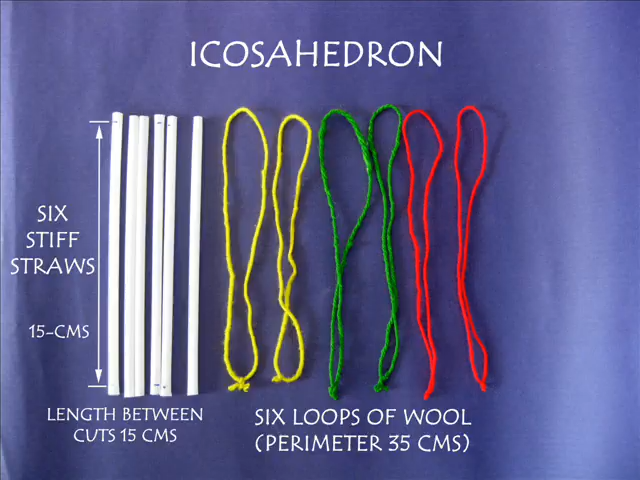 ICOSAHEDRON
SIX
STIFF
STRAWS
15-CMS
LENGTH BETWEEN
CUTS 15 CMS
SIX LOOPS OF WOOL
(PERIMETER 35 CMS)